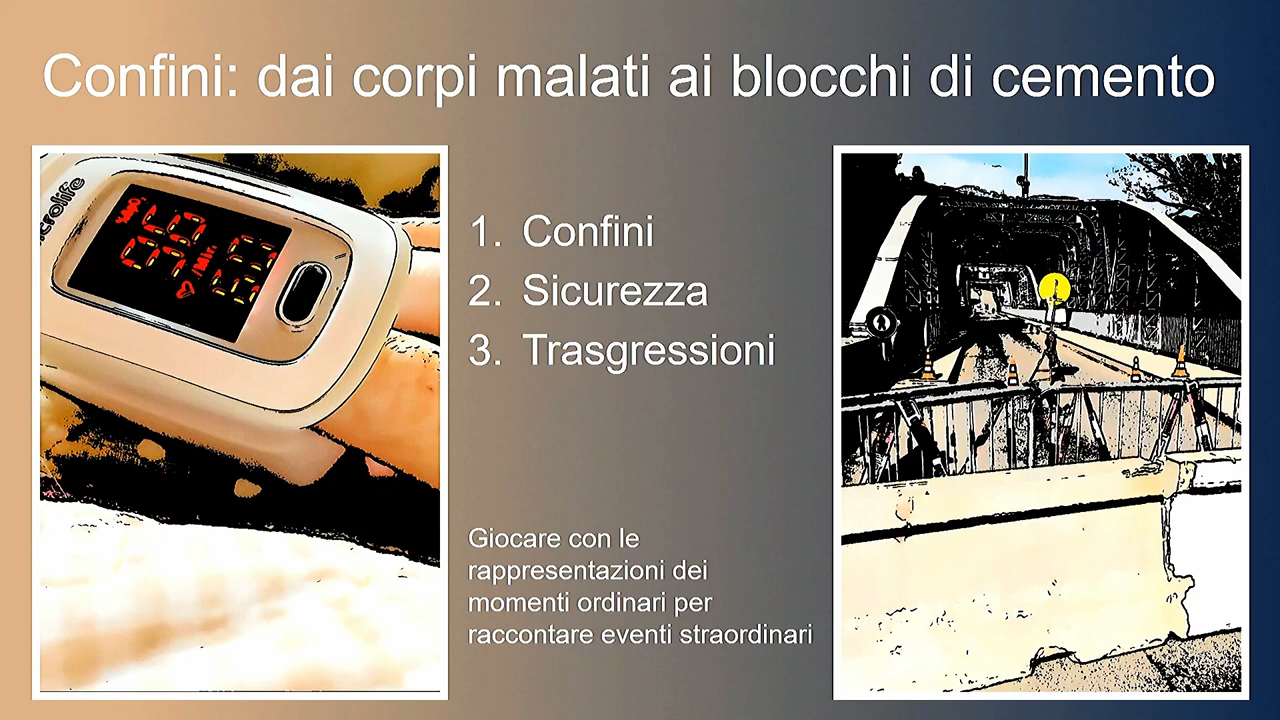 Confini: dai corpi malati ai blocchi di cemento
1. Confini
2. Sicurezza
3. Trasgressioni
Giocare con le
rappresentazioni dei
momenti ordinari per
raccontare eventi straordinari